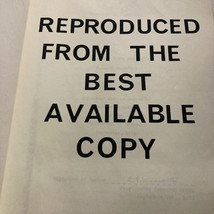 REPRODUCED
FROM THE
BEST
AVAILABLE
COPY